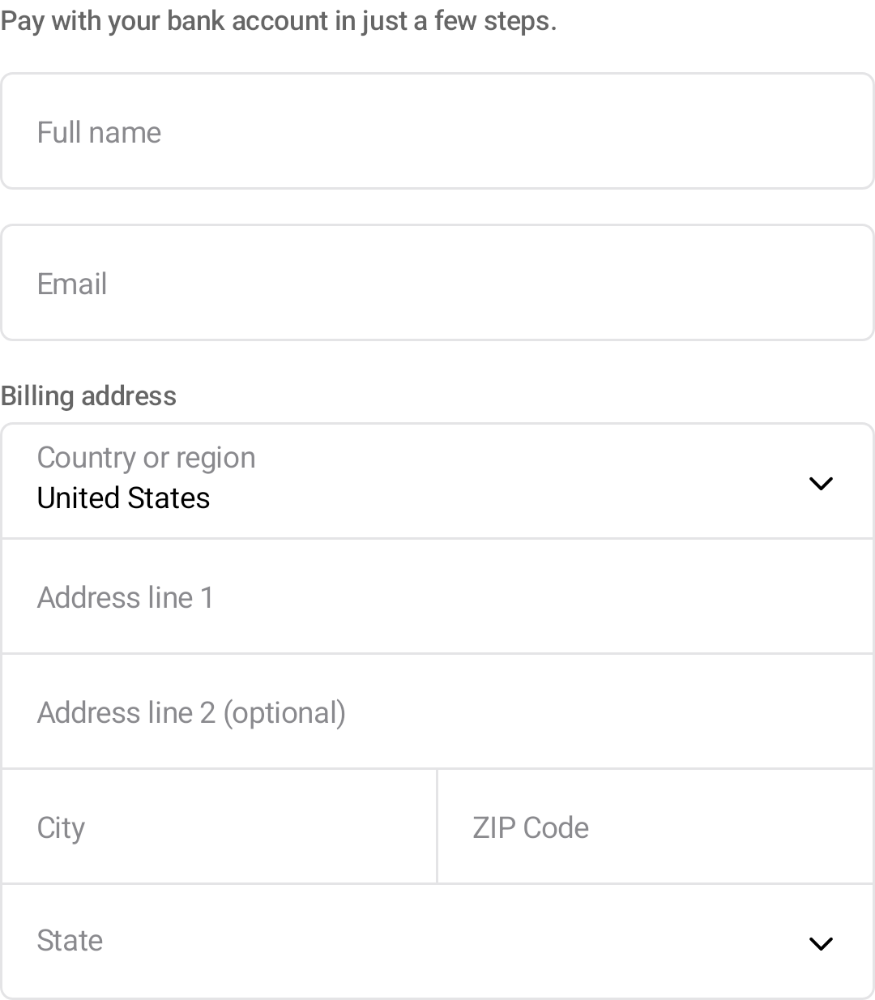 Pay with your bank account in just a few steps.
Full name
Email
Billing address
Country or region
United States
Address line 1
Address line 2 (optional)
City
ZIP Code
State